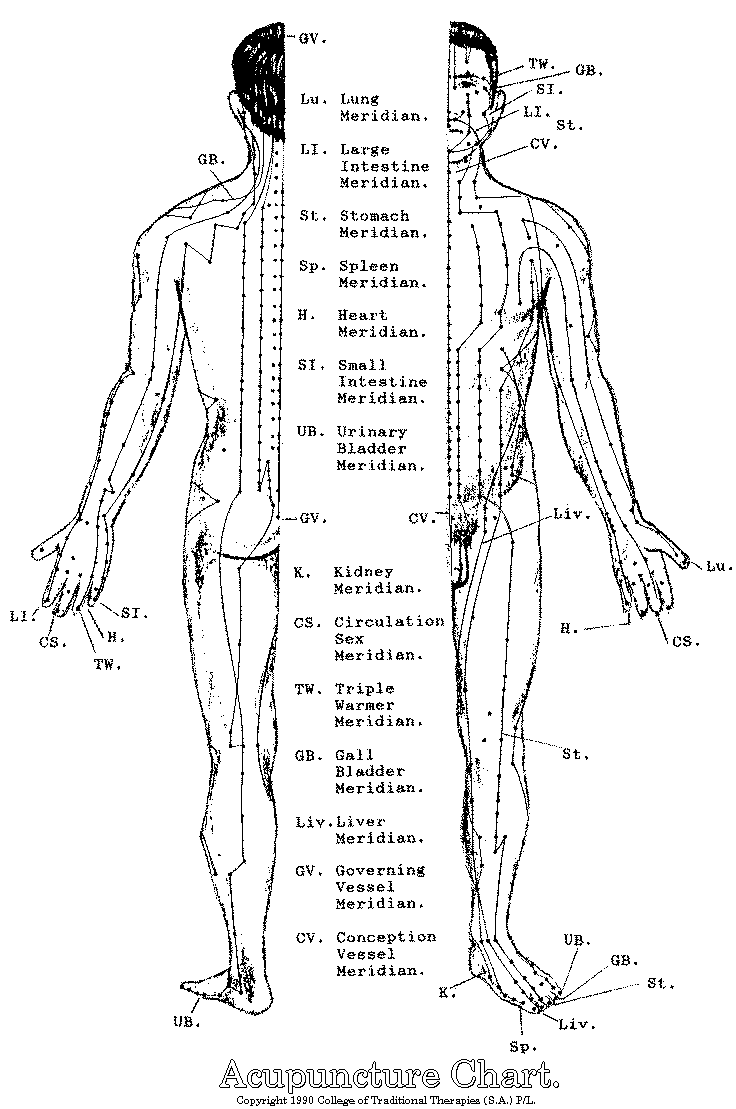 GV.
TW.
GB.
SI.
LI.
St.
CV.
GB.
Lu. Lung
Meridian.
LI. Large
Intestine
Meridian.
St. Stomach
Meridian.
Sp. Spleen
Meridian.
H. Heart
Meridian.
SI. Small
Intestine
Meridian.
UB. Urinary
Bladder
Meridian.
GV.
CV.
Liv.
K. Kidney
Meridian.
CS. Circulation
Sex
Meridian.
TW. Triple
Warmer
Meridian.
GB. Gall
Bladder
Meridian.
Liv. Liver
Meridian.
GV. Governing
Vessel
Meridian.
CV. Conception
Vessel
Meridian.
LI.
CS.
TW.
H.
SI.
Lu.
H.
CS.
St.
UB.
GB.
St.
K.
Liv.
Sp.
UB.
Acupuncture Chart.
Copyright 1990 College of Traditional Therapies (S.A.) P/L.